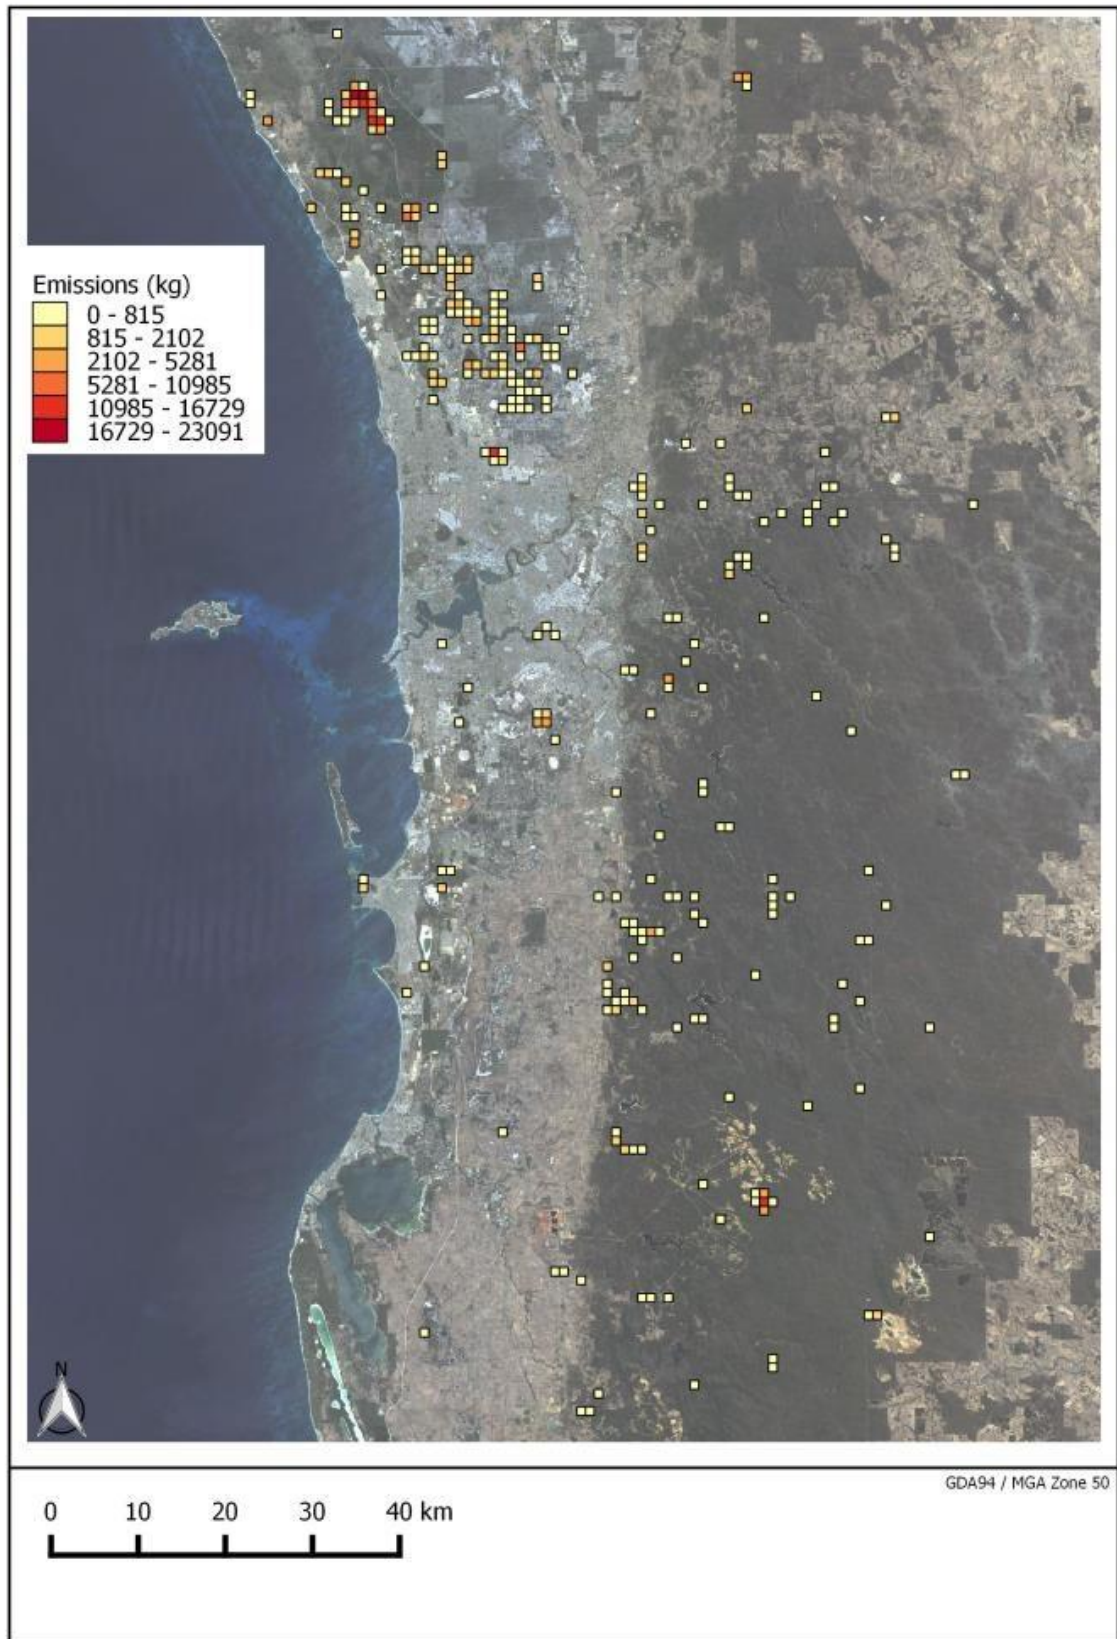 Emissions (kg)
0 - 815
815 - 2102
2102 - 5281
5281 - 10985
10985 - 16729
16729 - 23091
N
GDA94 / MGA Zone 50
0 10 20 30 40 km